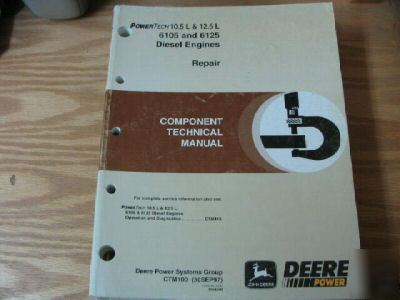 POWERTECH 10.5 L & 12.5 L
6105 and 6125
Diesel Engines
Repair
COMPONENT
TECHNICAL
MANUAL
For complete service information also see:
POWERTECH 10.5 L & 12.5 L
6105 & 6125 Diesel Engines
Operation and Diagnostics
Deere Power Systems Group
CTM100 (30SEP97)
JOHN DEERE
DEERE
POWER